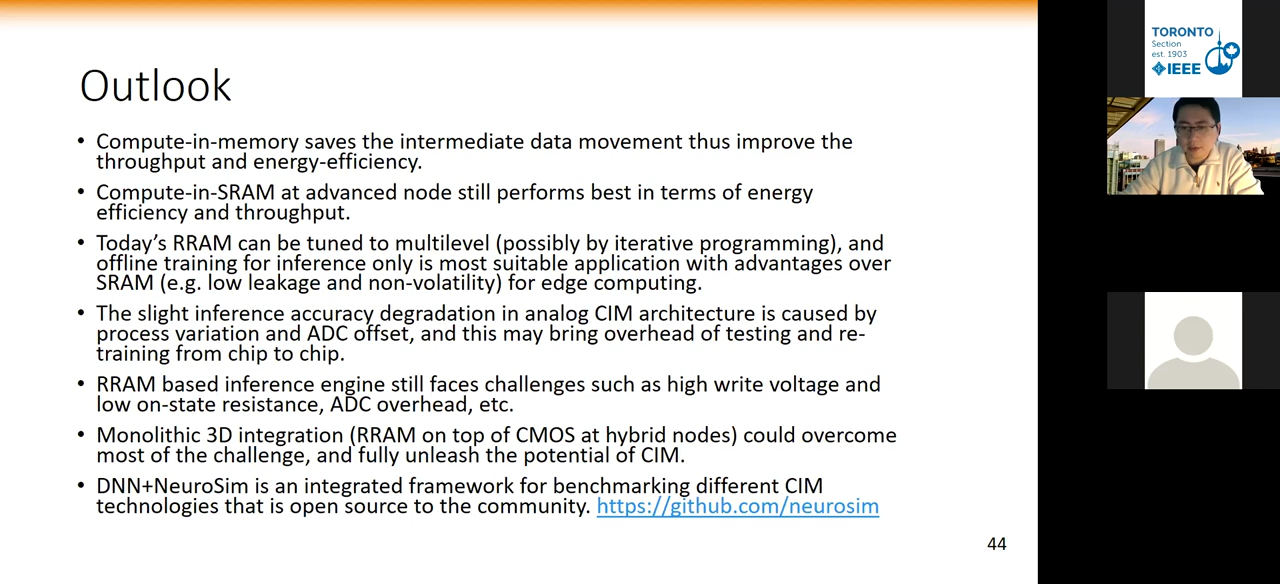 Outlook
• Compute-in-memory saves the intermediate data movement thus improve the
throughput and energy-efficiency.
• Compute-in-SRAM at advanced node still performs best in terms of energy
efficiency and throughput.
• Today's RRAM can be tuned to multilevel (possibly by iterative programming), and
offline training for inference only is most suitable application with advantages over
SRAM (e.g. low leakage and non-volatility) for edge computing.
• The slight inference accuracy degradation in analog CIM architecture is caused by
process variation and ADC offset, and this may bring overhead of testing and re-
training from chip to chip.
• RRAM based inference engine still faces challenges such as high write voltage and
low on-state resistance, ADC overhead, etc.
• Monolithic 3D integration (RRAM on top of CMOS at hybrid nodes) could overcome
most of the challenge, and fully unleash the potential of CIM.
• DNN+NeuroSim is an integrated framework for benchmarking different CIM
technologies that is open source to the community. https://github.com/neurosim
44
TORONTO
Section
est. 1903
IEEE